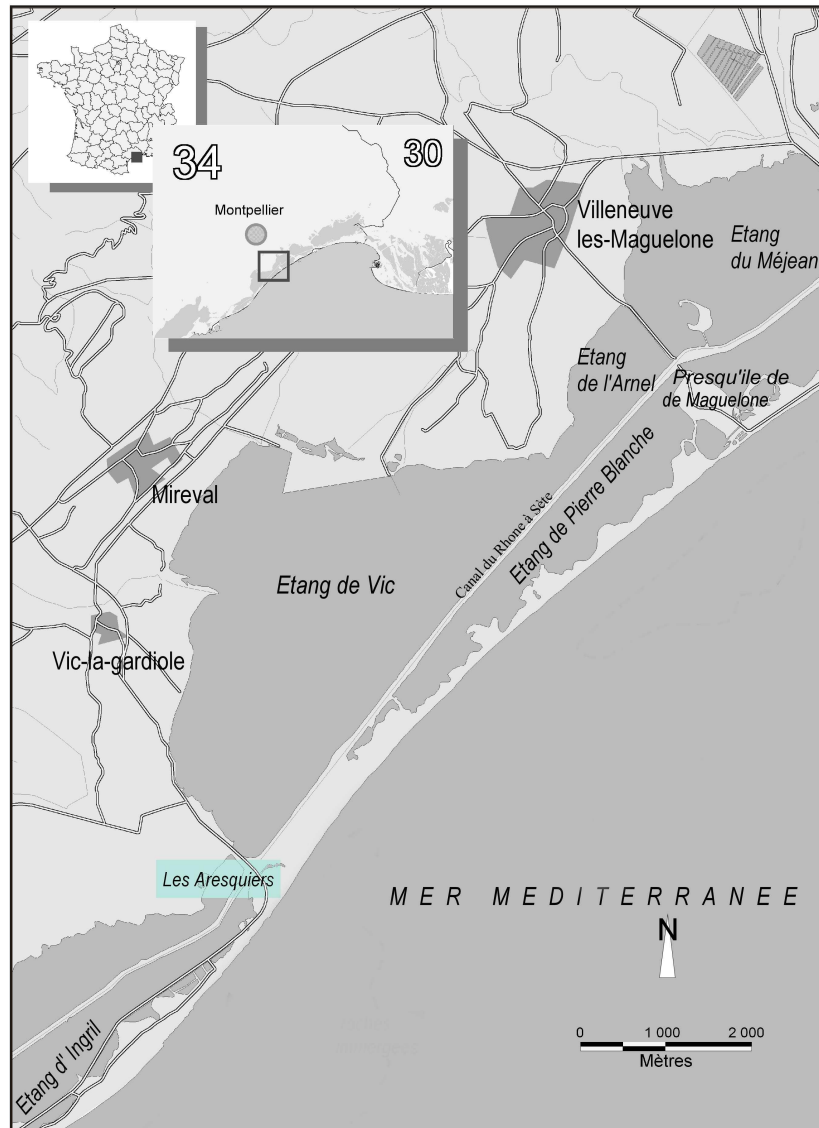 34
30
Montpellier
Villeneuve
les-Maguelone
Etang
du Méjean
Etang
de l'Arnel
Presqu'ile de
de Maguelone
Mireval
Canal du Rhone à Sète
Etang de Pierre Blanche
Etang de Vic
Vic-la-gardiole
Les Aresquiers
MER MEDITERRANEE
N
Etang d' Ingril
0 1 000 2 000
Mètres